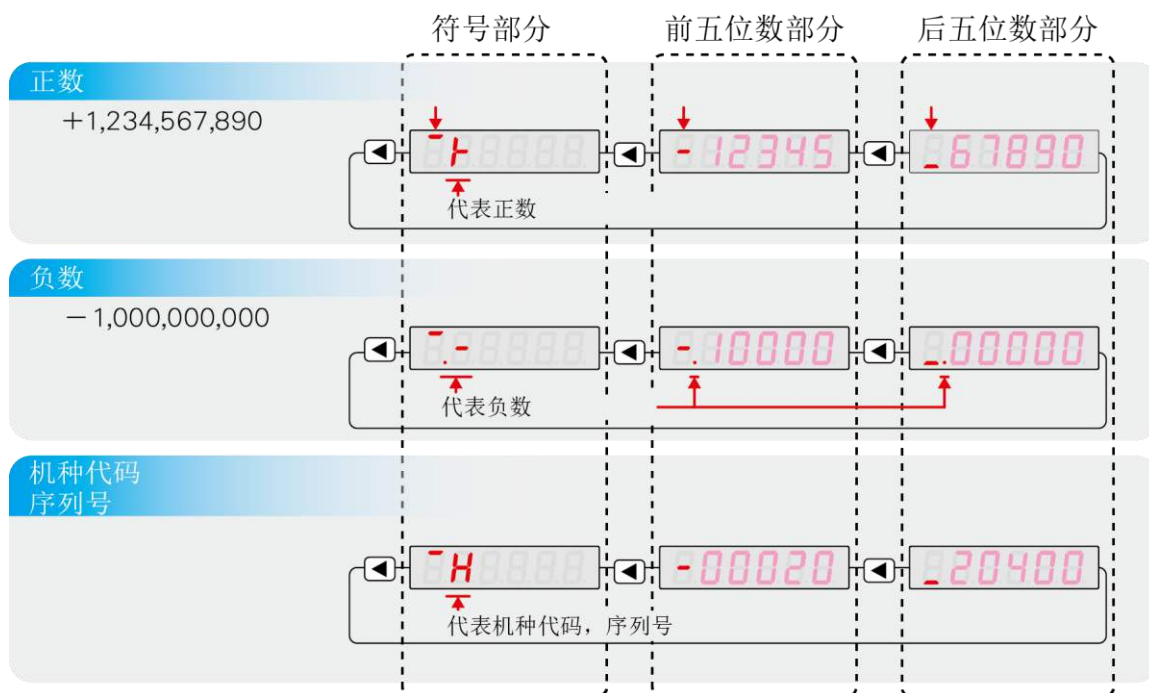 符号部分 前五位数部分 后五位数部分
正数
+1,234,567,890
- 12345 _ 67890
代表正数
负数
-1,000,000,000
-. 10000 _. 00000
代表负数
机种代码
序列号
H - 00020 _ 20400
代表机种代码，序列号